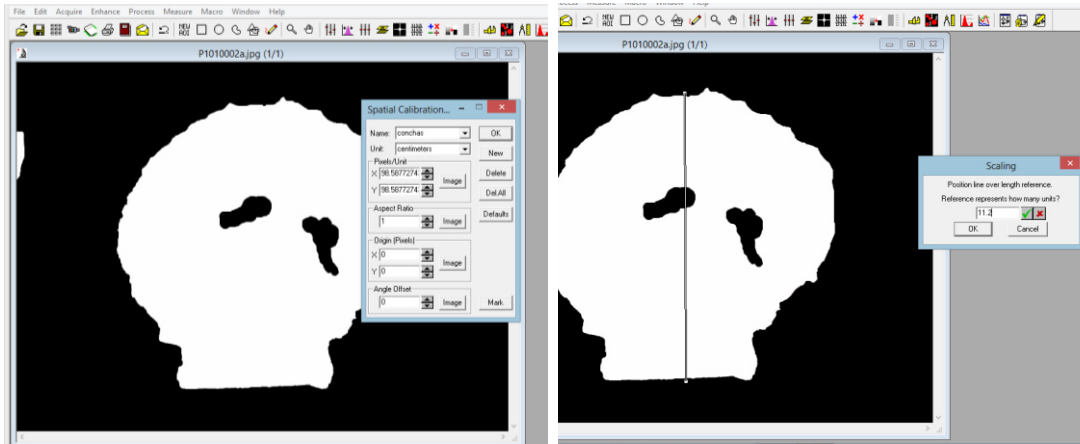 File Edit Acquire Enhance Process Measure Macro Window Help
P1010002a.jpg (1/1)
Spatial Calibration...
Name: conchas
OK
Unit: centimeters
New
Pixels/Unit
X 98.5877274
Image
Delete
Y 98.5877274
Del.All
Aspect Ratio
Defaults
1
Image
Origin (Pixels)
X 0
Image
Y 0
Angle Offset
0
Image
Mark
P1010002a.jpg (1/1)
Scaling
Position line over length reference.
Reference represents how many units?
11.2
OK Cancel